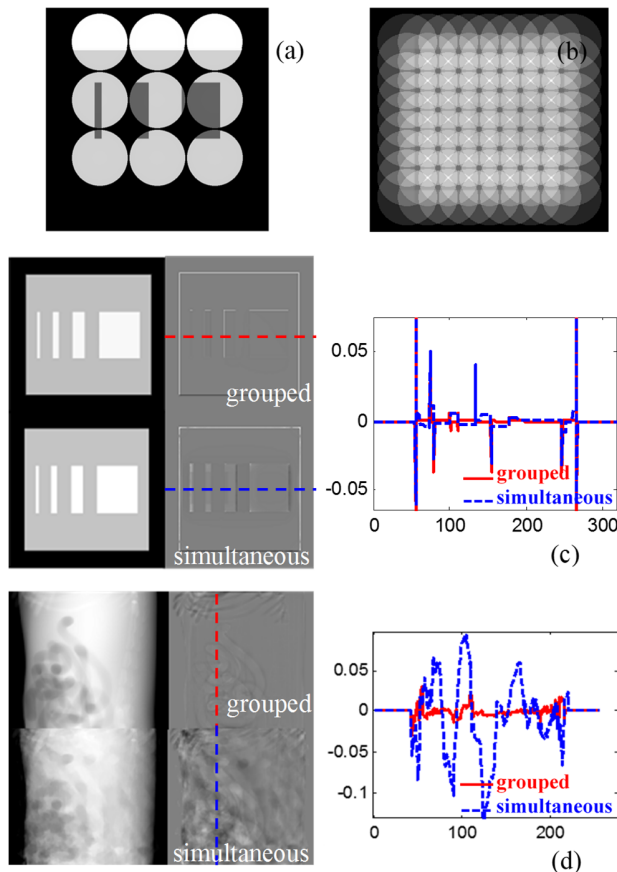 (a)
(b)
grouped
simultaneous
0.05
0
-0.05
grouped
simultaneous
0
100
200
300
(c)
grouped
simultaneous
0.05
0
-0.05
-0.1
grouped
simultaneous
0
100
200
(d)